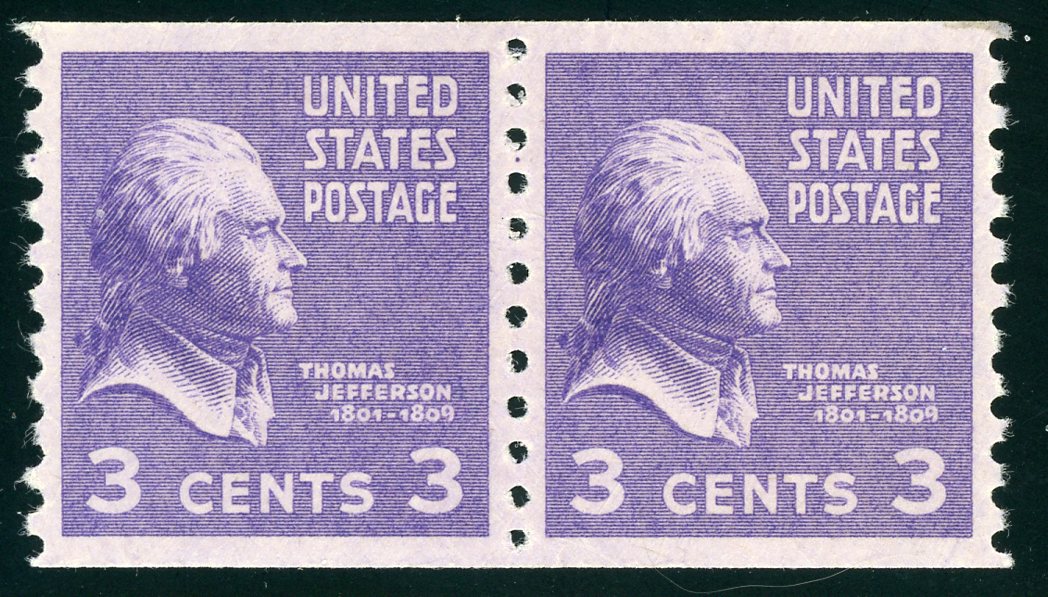 UNITED
STATES
POSTAGE
THOMAS
JEFFERSON
1801-1809
3 CENTS 3
UNITED
STATES
POSTAGE
THOMAS
JEFFERSON
1801-1809
3 CENTS 3